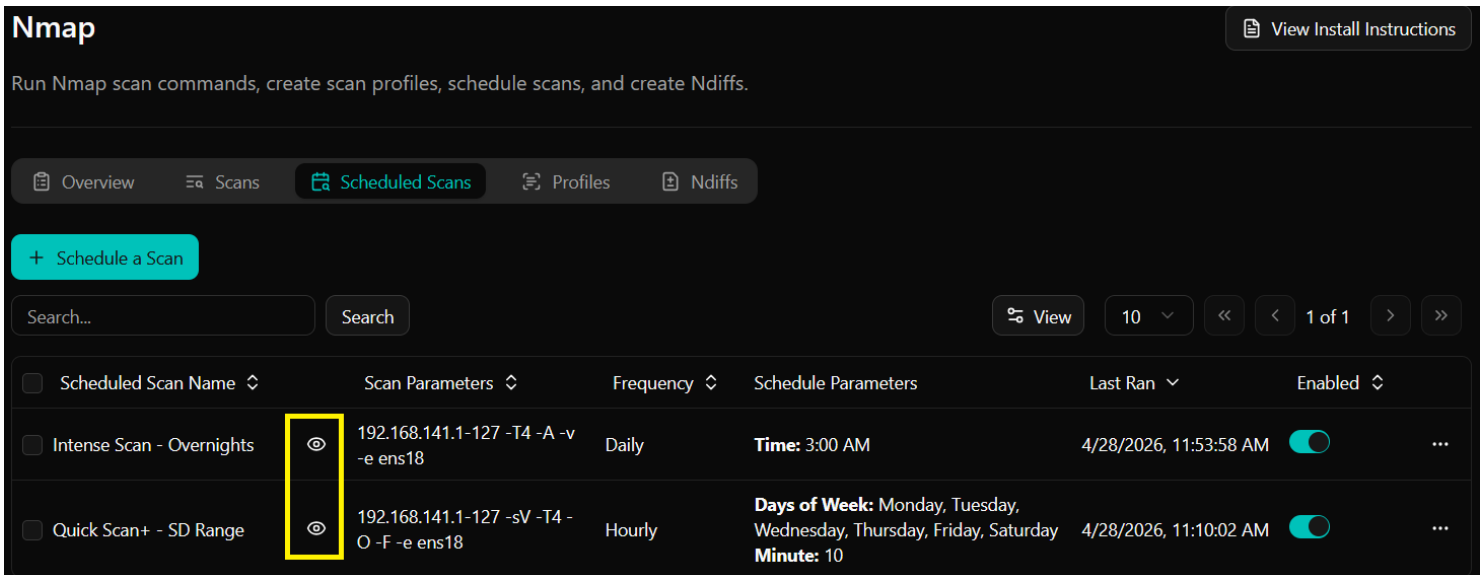 Nmap
View Install Instructions
Run Nmap scan commands, create scan profiles, schedule scans, and create Ndiffs.
Overview
Scans
Scheduled Scans
Profiles
Ndiffs
+ Schedule a Scan
Search...
Search
View
10
1 of 1
Scheduled Scan Name
Scan Parameters
Frequency
Schedule Parameters
Last Ran
Enabled
Intense Scan - Overnights
192.168.141.1-127 -T4 -A -v
-e ens18
Daily
Time: 3:00 AM
4/28/2026, 11:53:58 AM
Quick Scan+ - SD Range
192.168.141.1-127 -sV -T4 -
O -F -e ens18
Hourly
Days of Week: Monday, Tuesday,
Wednesday, Thursday, Friday, Saturday
Minute: 10
4/28/2026, 11:10:02 AM